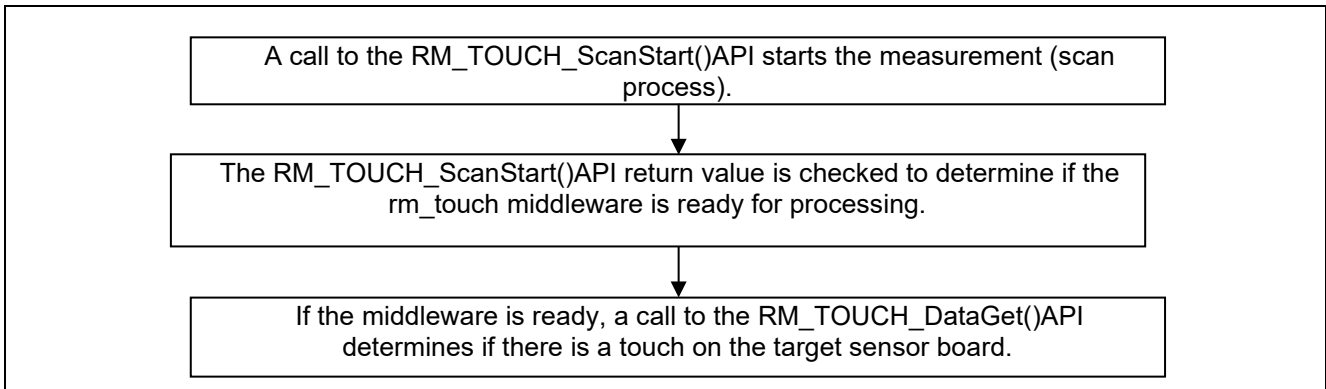 A call to the RM_TOUCH_ScanStart()API starts the measurement (scan
process).
The RM_TOUCH_ScanStart()API return value is checked to determine if the
rm_touch middleware is ready for processing.
If the middleware is ready, a call to the RM_TOUCH_DataGet()API
determines if there is a touch on the target sensor board.